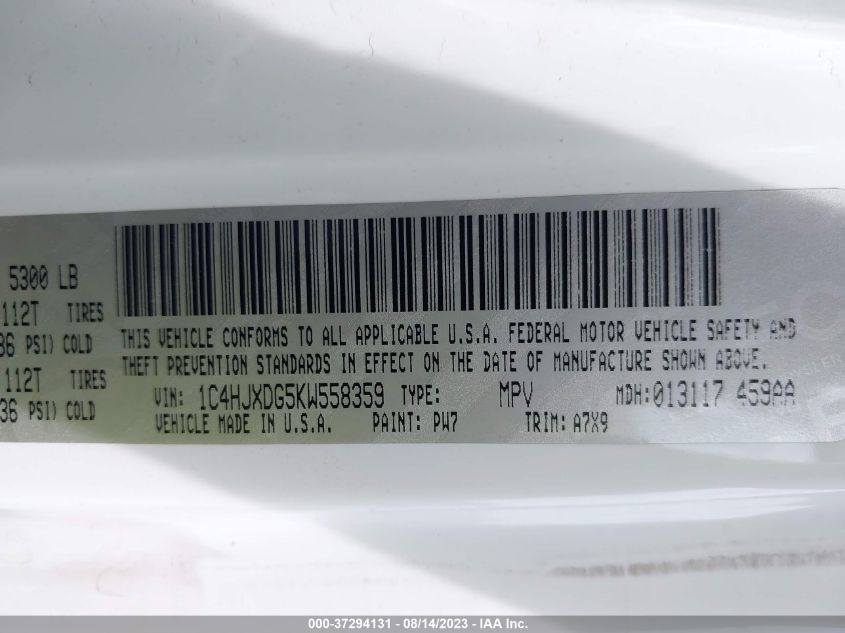 5300 LB
112T TIRES
36 PSI) COLD
112T TIRES
36 PSI) COLD
THIS VEHICLE CONFORMS TO ALL APPLICABLE U.S.A. FEDERAL MOTOR VEHICLE SAFETY AND
THEFT PREVENTION STANDARDS IN EFFECT ON THE DATE OF MANUFACTURE SHOWN ABOVE.
VIN: 1C4HJXDG5KW558359 TYPE: MPV MDH:013117 459AA
VEHICLE MADE IN U.S.A. PAINT: PW7 TRIM: A7X9
000-37294131 - 08/14/2023 - IAA Inc.